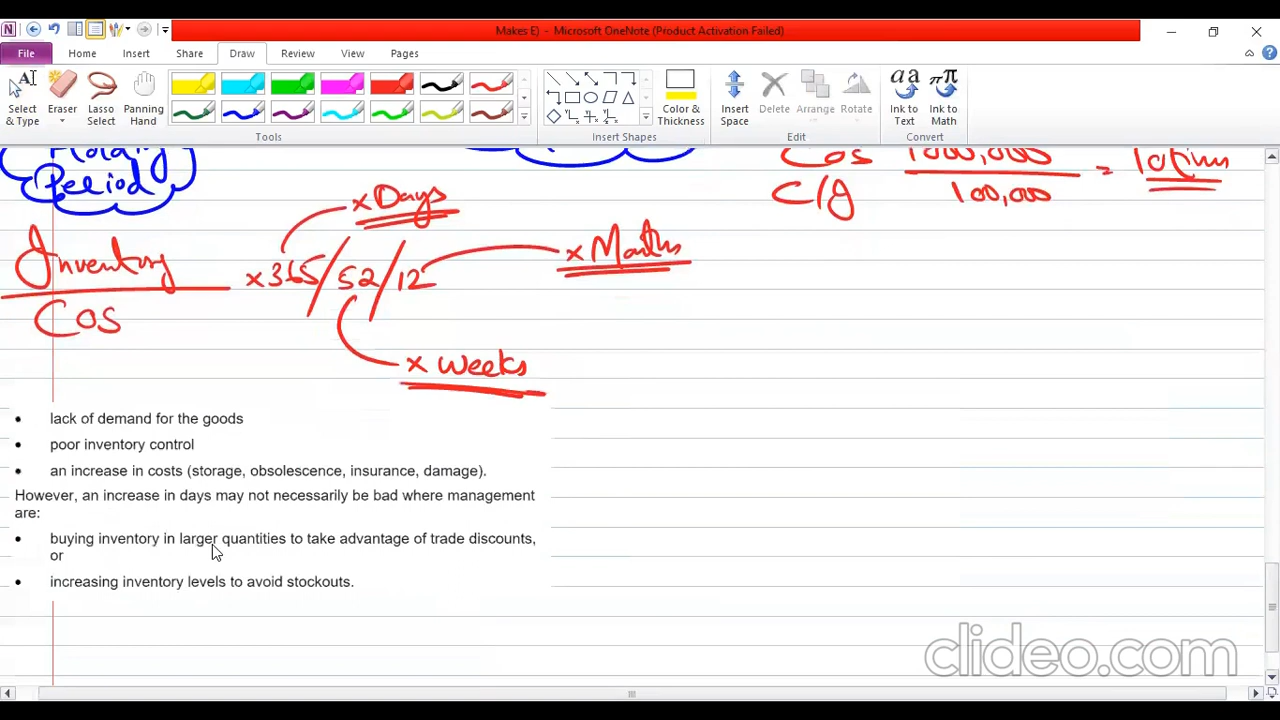 Makes E) - Microsoft OneNote (Product Activation Failed)
File Home Insert Share Draw Review View Pages
Select & Type
Eraser
Lasso Select
Panning Hand
Color & Thickness
Insert Space
Delete
Arrange
Rotate
Ink to Text
Ink to Math
Tools
Insert Shapes
Edit
Convert
Holding
Period
Cos 1000,000 =
C/g 100,000
x Days
Inventory x365/52/12 x Months
Cos
x weeks
• lack of demand for the goods
• poor inventory control
• an increase in costs (storage, obsolescence, insurance, damage).
However, an increase in days may not necessarily be bad where management
are:
• buying inventory in larger quantities to take advantage of trade discounts,
or
• increasing inventory levels to avoid stockouts.
clideo.com